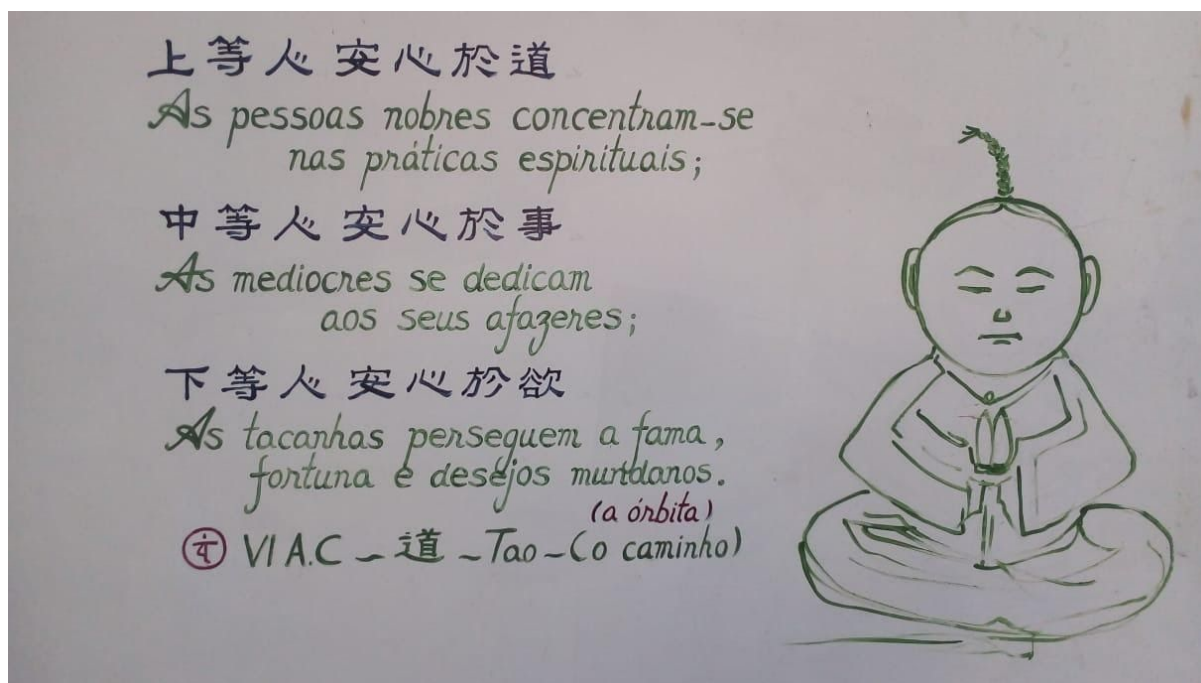 上等人 安心於道
As pessoas nobres concentram-se
nas práticas espirituais;
中等人 安心於事
As mediocres se dedicam
aos seus afazeres;
下等人 安心於欲
As tacanhas perseguem a fama,
fortuna e desejos mundanos.
(a órbita)
VI A.C - 道 - Tao - (o caminho)